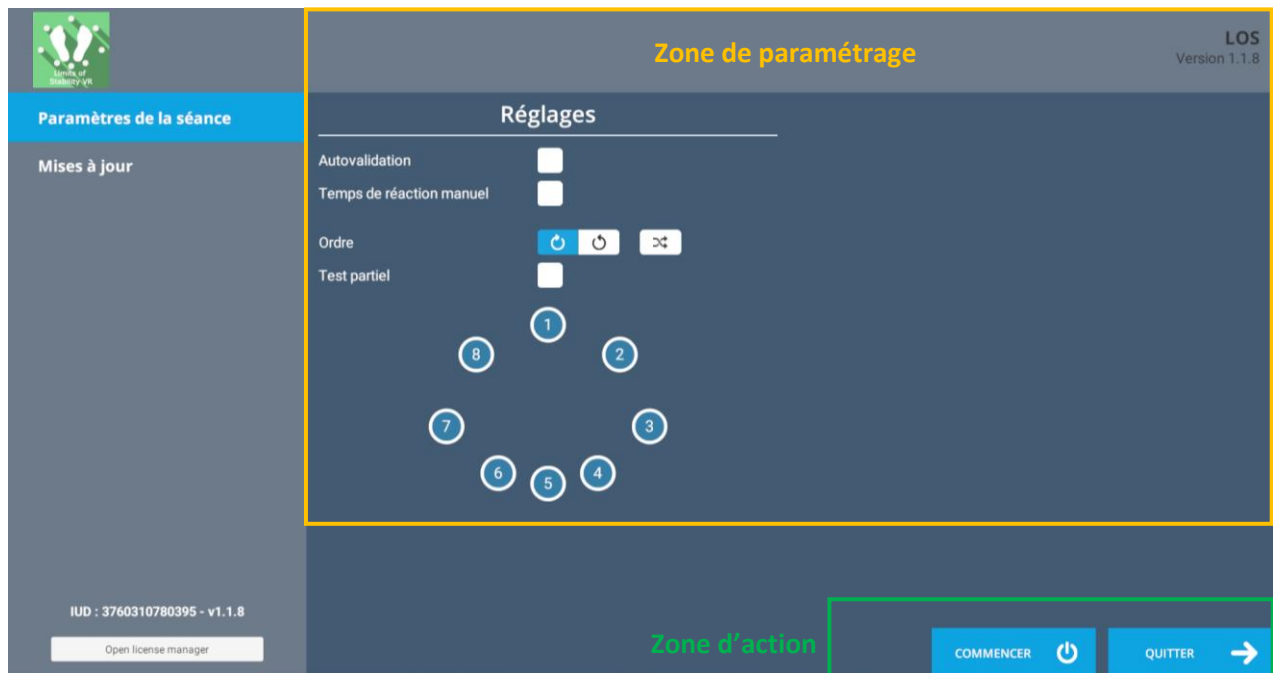 Limits of
Stability-VR
Zone de paramétrage
LOS
Version 1.1.8
Paramètres de la séance
Mises à jour
Réglages
Autovalidation
Temps de réaction manuel
Ordre
Test partiel
1
8
2
7
3
6
5
4
IUD : 3760310780395 - v1.1.8
Open license manager
Zone d’action
COMMENCER
QUITTER